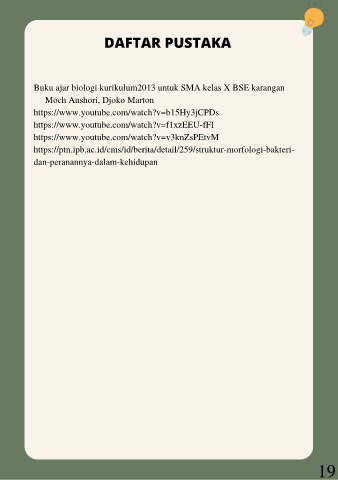 DAFTAR PUSTAKA
Buku ajar biologi kurikulum2013 untuk SMA kelas X BSE karangan
Moch Anshori, Djoko Marton
https://www.youtube.com/watch?v=b15Hy3jCPDs
https://www.youtube.com/watch?v=f1xzEEU-fFI
https://www.youtube.com/watch?v=v3knZsPEtvM
https://ptn.ipb.ac.id/cms/id/berita/detail/259/struktur-morfologi-bakteri-
dan-peranannya-dalam-kehidupan
19